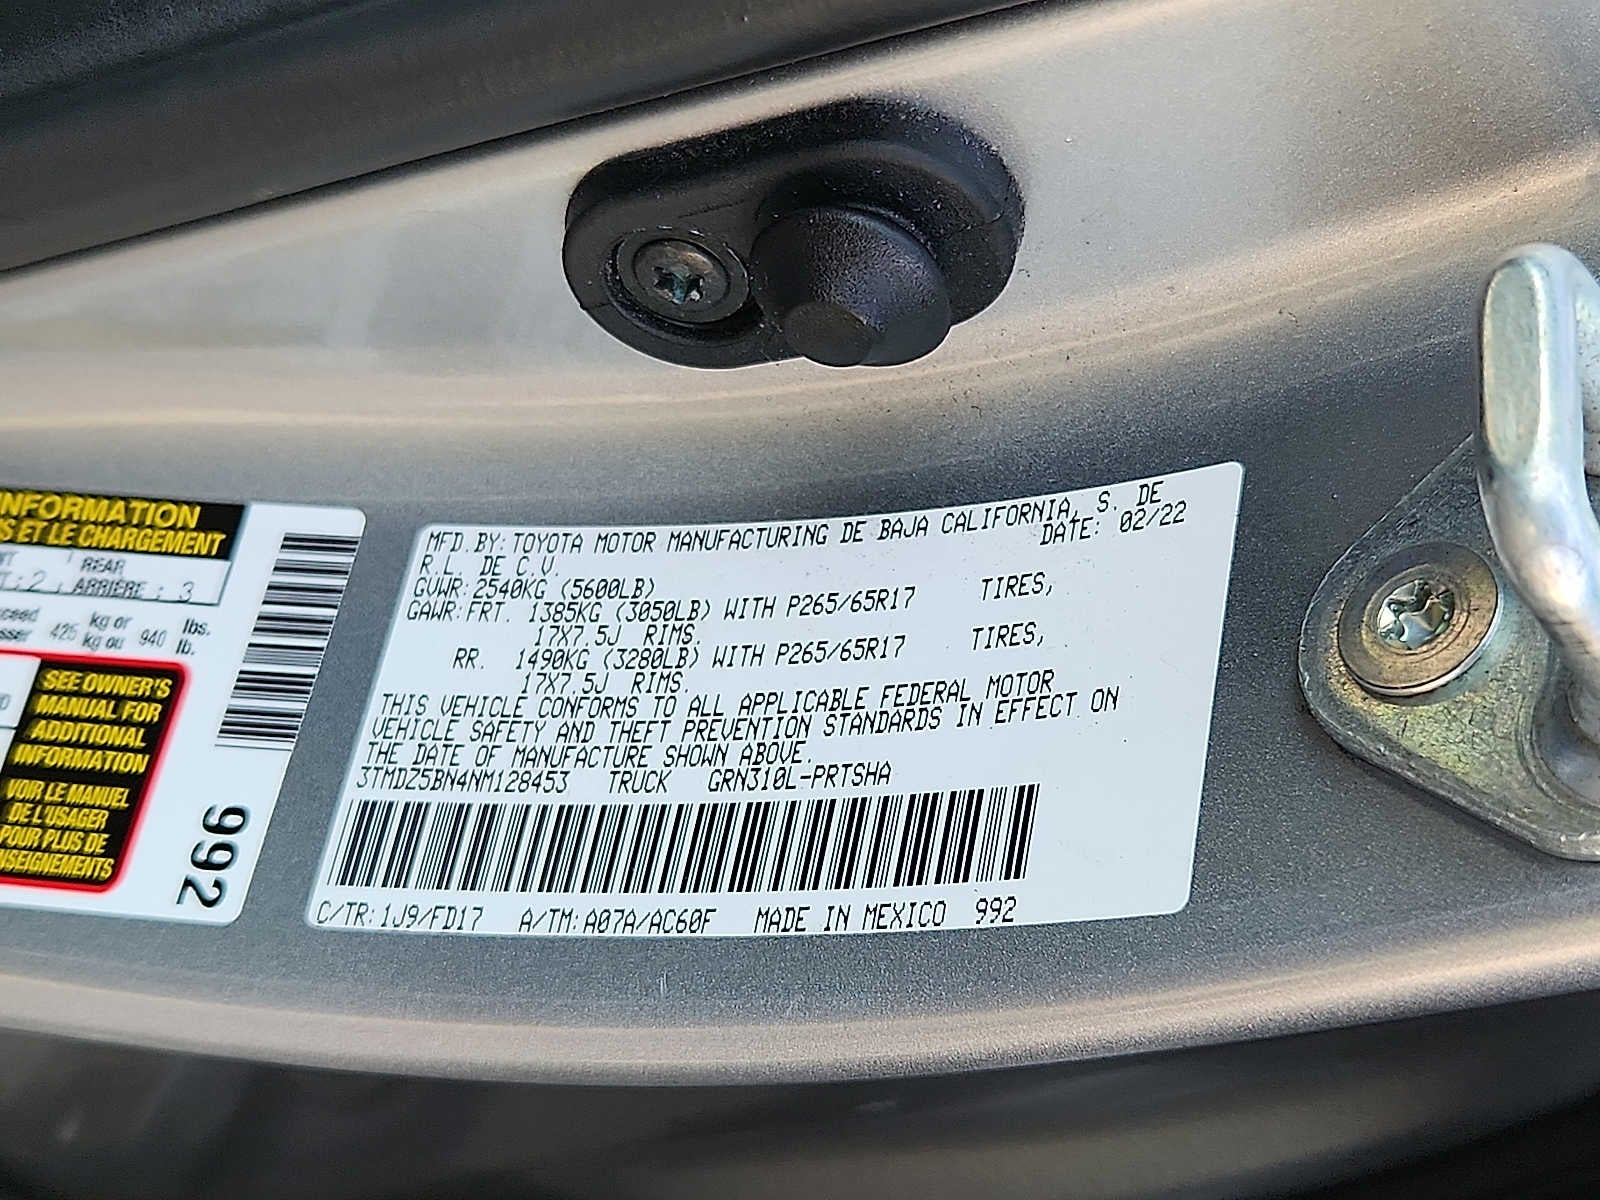 INFORMATION
S ET LE CHARGEMENT
REAR
2 ARRIÈRE : 3
kg or lbs.
425 kg ou 940 lb.
SEE OWNER'S
MANUAL FOR
ADDITIONAL
INFORMATION
VOIR LE MANUEL
DE L'USAGER
POUR PLUS DE
992
MFD. BY: TOYOTA MOTOR MANUFACTURING DE BAJA CALIFORNIA, S. DE
R.L. DE C.V. DATE: 02/22
GVWR: 2540KG (5600LB)
GAWR: FRT. 1385KG (3050LB) WITH P265/65R17 TIRES,
17X7.5J RIMS.
RR. 1490KG (3280LB) WITH P265/65R17 TIRES,
17X7.5J RIMS.
THIS VEHICLE CONFORMS TO ALL APPLICABLE FEDERAL MOTOR
VEHICLE SAFETY AND THEFT PREVENTION STANDARDS IN EFFECT ON
THE DATE OF MANUFACTURE SHOWN ABOVE.
3TMDZ5BN4NM128453 TRUCK GRN310L-PRTSHA
C/TR: 1J9/FD17 A/TM: A07A/AC60F MADE IN MEXICO 992